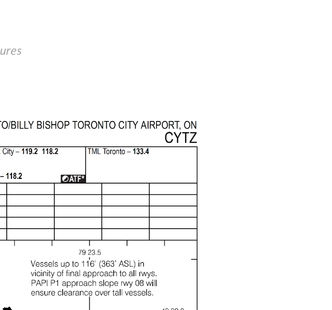 ures
TO/BILLY BISHOP TORONTO CITY AIRPORT, ON
CYTZ
City – 119.2 118.2
TML Toronto – 133.4
– 118.2
ATF
79 23.5
Vessels up to 116' (363' ASL) in
vicinity of final approach to all rwys.
PAPI P1 approach slope rwy 08 will
ensure clearance over tall vessels.